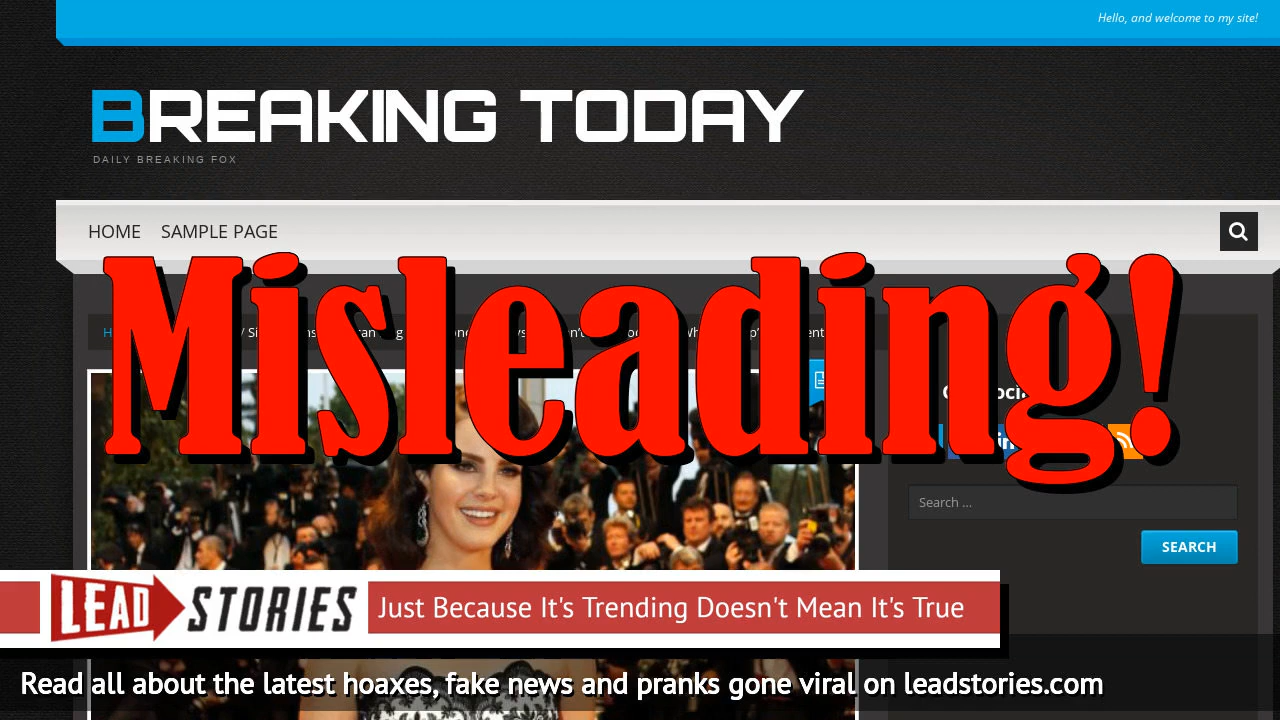 Hello, and welcome to my site!
BREAKING TODAY
DAILY BREAKING FOX
HOME SAMPLE PAGE
Misleading!
Search ...
SEARCH
LEAD STORIES Just Because It's Trending Doesn't Mean It's True
Read all about the latest hoaxes, fake news and pranks gone viral on leadstories.com